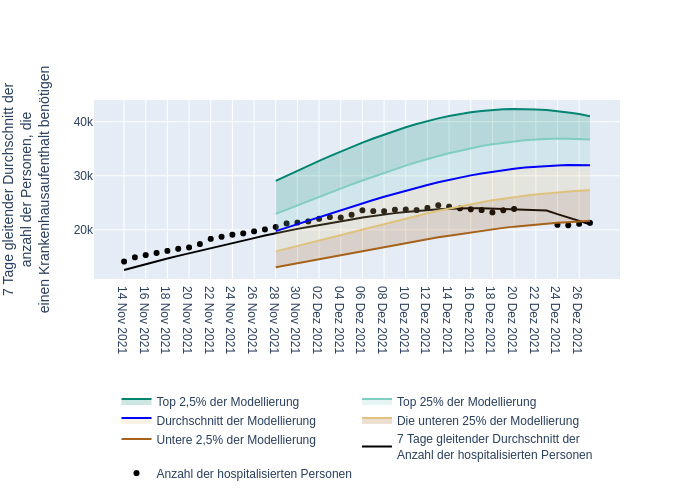 7 Tage gleitender Durchschnitt der
anzahl der Personen, die
einen Krankenhausaufenthalt benötigen
40k
30k
20k
14 Nov 2021
16 Nov 2021
18 Nov 2021
20 Nov 2021
22 Nov 2021
24 Nov 2021
26 Nov 2021
28 Nov 2021
30 Nov 2021
02 Dez 2021
04 Dez 2021
06 Dez 2021
08 Dez 2021
10 Dez 2021
12 Dez 2021
14 Dez 2021
16 Dez 2021
18 Dez 2021
20 Dez 2021
22 Dez 2021
24 Dez 2021
26 Dez 2021
Top 2,5% der Modellierung
Top 25% der Modellierung
Durchschnitt der Modellierung
Die unteren 25% der Modellierung
Untere 2,5% der Modellierung
7 Tage gleitender Durchschnitt der
Anzahl der hospitalisierten Personen
Anzahl der hospitalisierten Personen